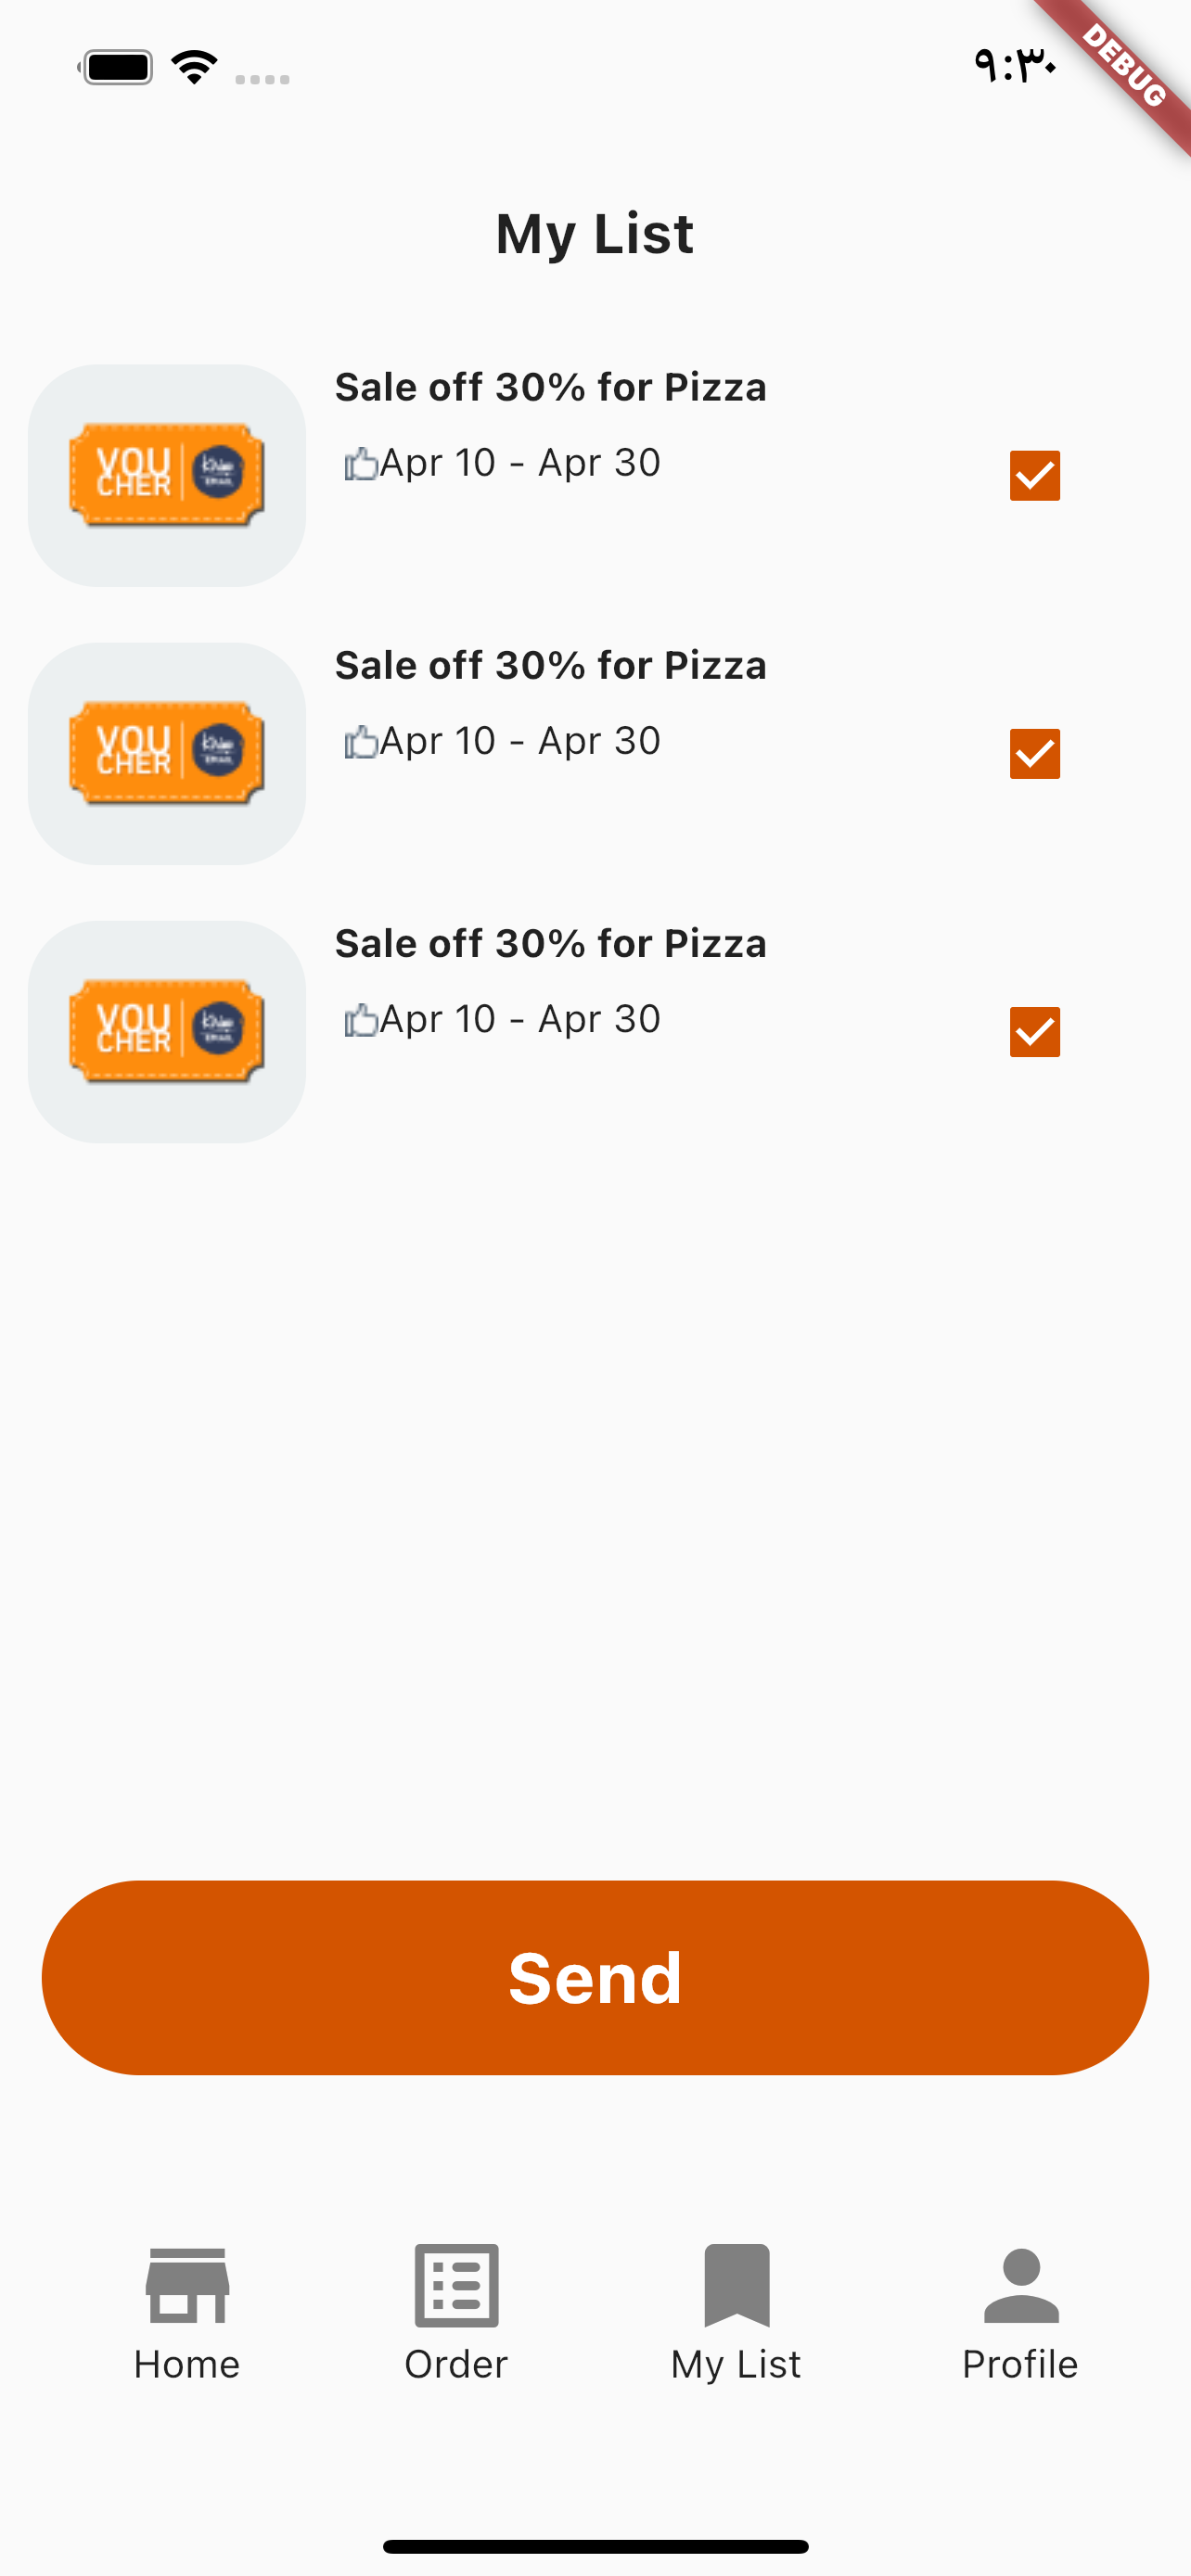 ٩:٣٠
DEBUG
My List
Sale off 30% for Pizza
VOU
CHER
Apr 10 - Apr 30
Sale off 30% for Pizza
VOU
CHER
Apr 10 - Apr 30
Sale off 30% for Pizza
VOU
CHER
Apr 10 - Apr 30
Send
Home
Order
My List
Profile